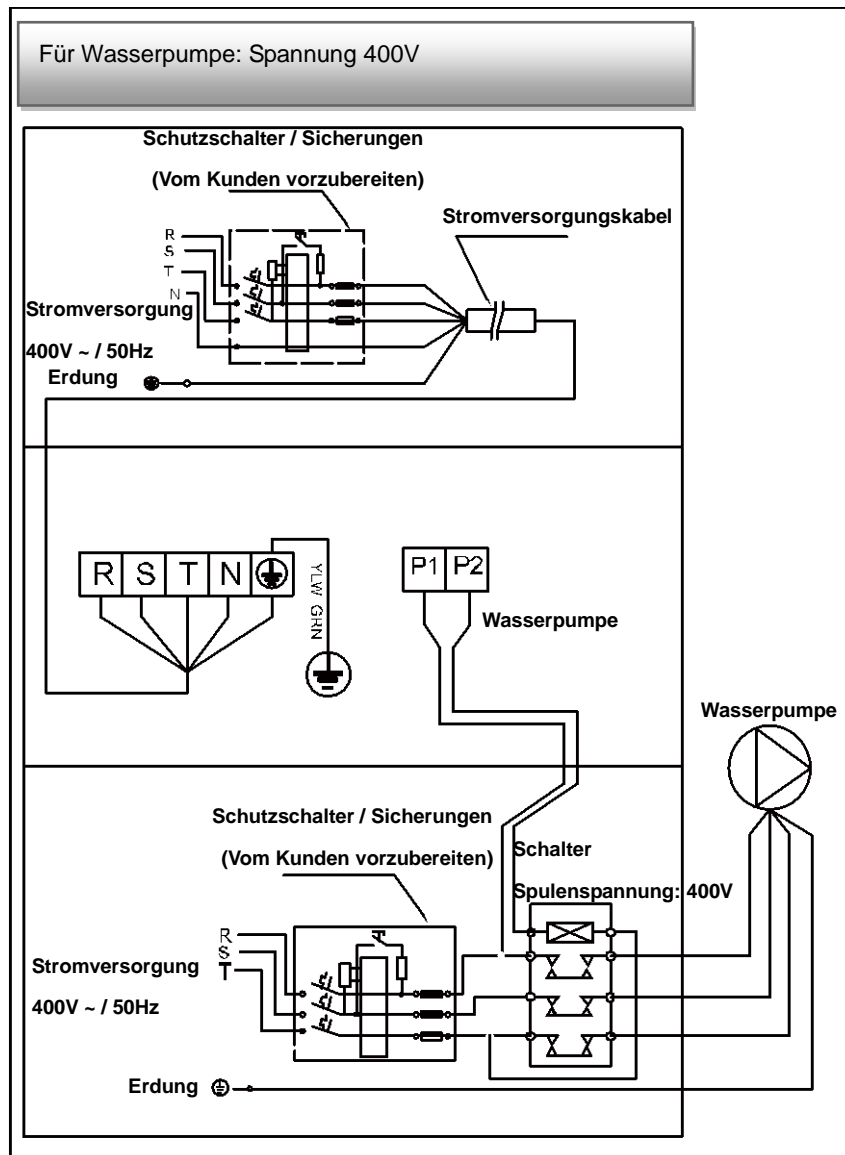 Für Wasserpumpe: Spannung 400V
Schutzschalter / Sicherungen
(Vom Kunden vorzubereiten)
Stromversorgungskabel
R
S
T
N
Stromversorgung
400V ~ / 50Hz
Erdung
R S T N
YLW GRN
P1 P2
Wasserpumpe
Wasserpumpe
Schutzschalter / Sicherungen
(Vom Kunden vorzubereiten)
Schalter
Spulenspannung: 400V
R
S
T
Stromversorgung
400V ~ / 50Hz
Erdung